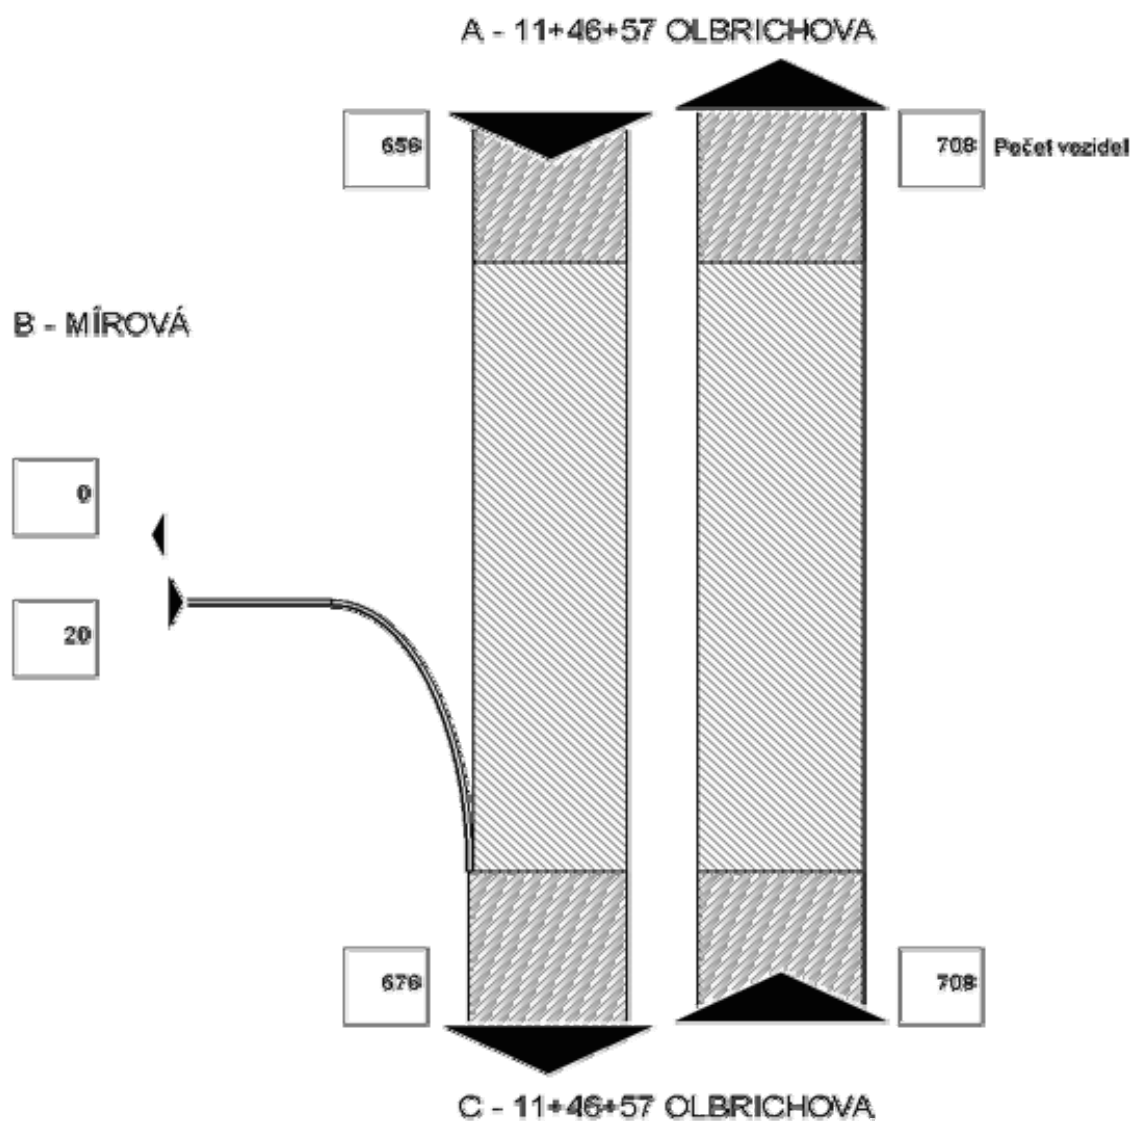 A - 11+46+57 OLBRICHOVA
656
708 Počet vozidel
B - MÍROVÁ
0
20
676
708
C - 11+46+57 OLBRICHOVA